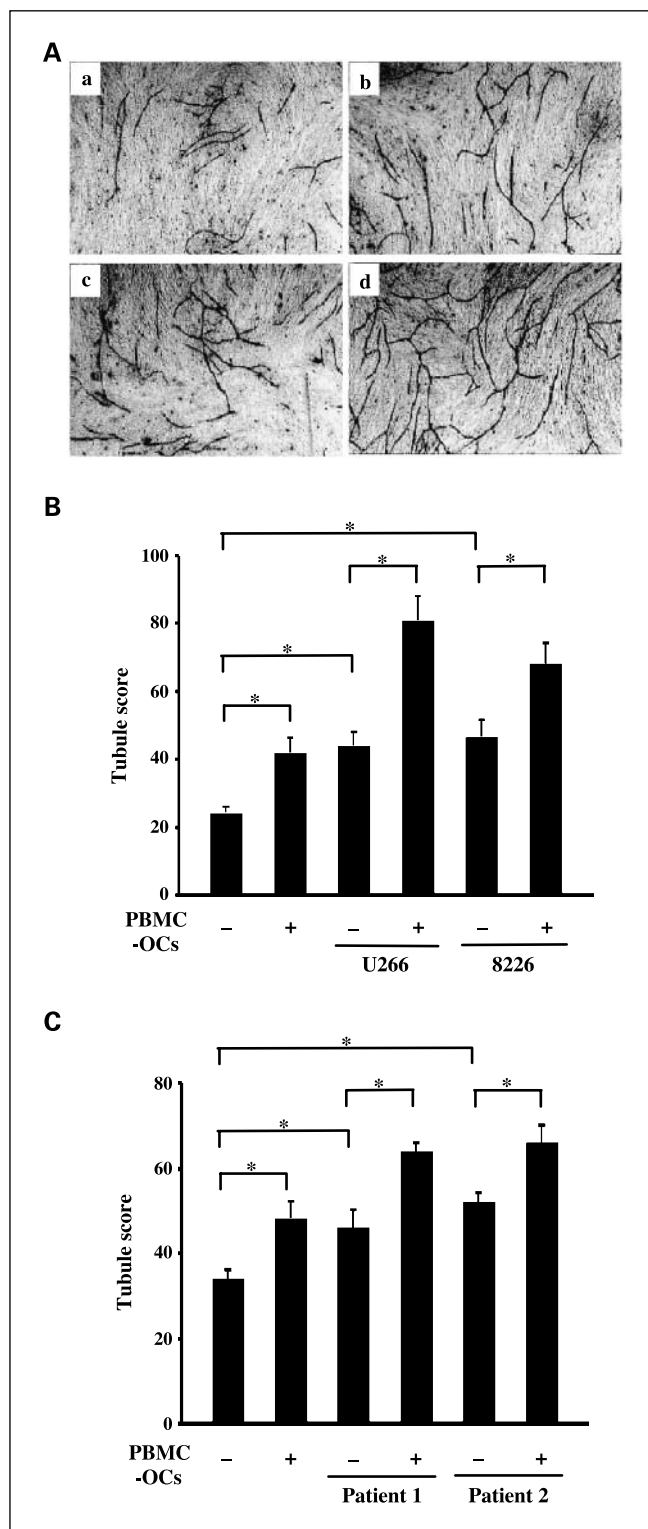 A
a
b
c
d
B
*
*
*
*
*
100
80
60
40
20
0
Tubule score
PBMC
-OCs
– + – + – +
U266 8226
C
*
*
*
*
*
80
60
40
20
0
Tubule score
PBMC
-OCs
– + – + – +
Patient 1 Patient 2